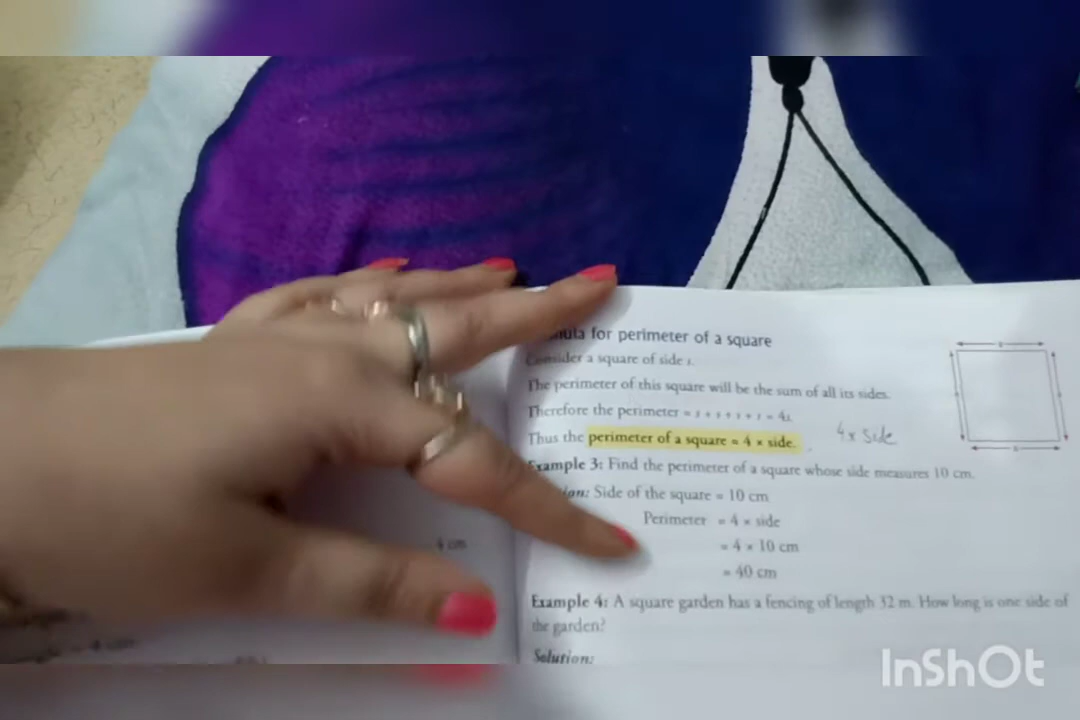 for perimeter of a square
Consider a square of side s.
The perimeter of this square will be the sum of all its sides.
Therefore the perimeter = s + s + s + s = 4s.
Thus the perimeter of a square = 4 × side.
4 x side
Example 3: Find the perimeter of a square whose side measures 10 cm.
Side of the square = 10 cm
Perimeter = 4 × side
= 4 × 10 cm
4 cm
= 40 cm
Example 4: A square garden has a fencing of length 32 m. How long is one side of
the garden?
Solution:
InShOt